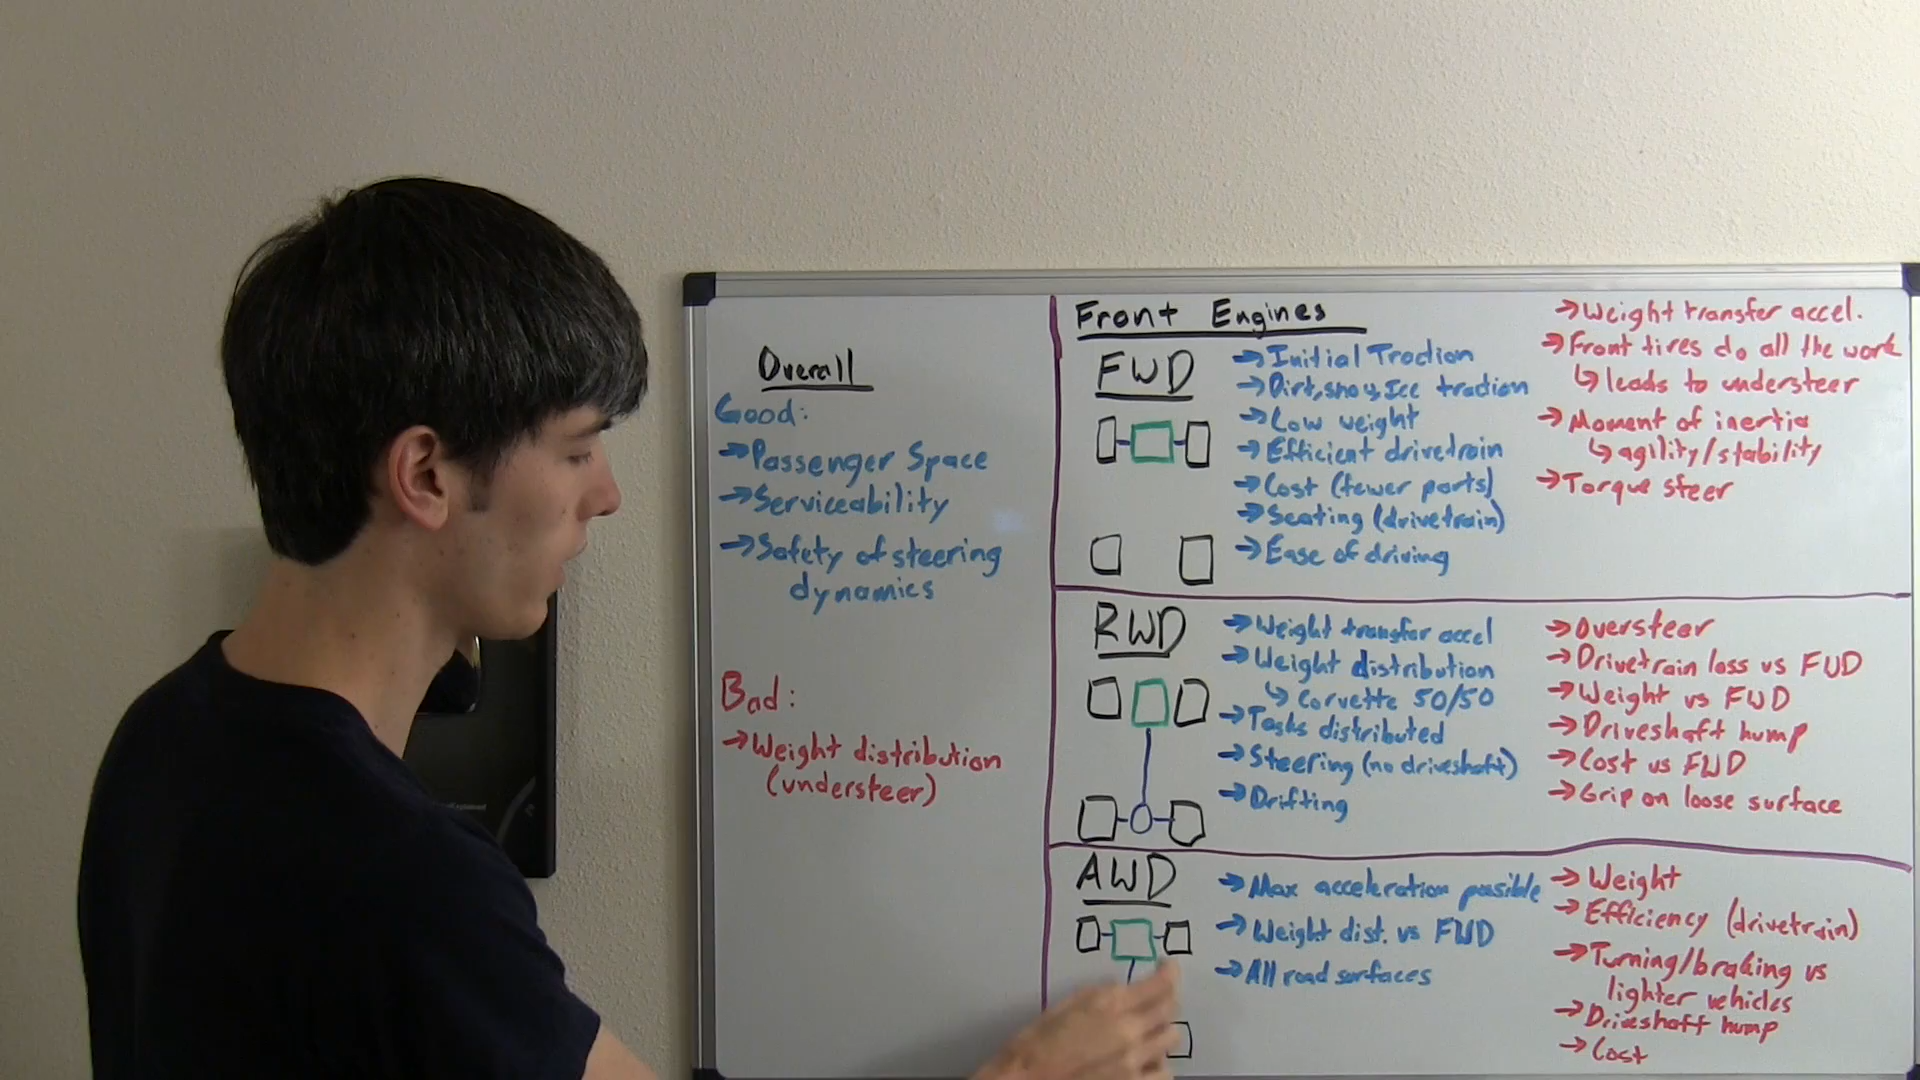 Overall
Good:
→Passenger Space
→Serviceability
→Safety of steering
dynamics
Bad:
→Weight distribution
(understeer)
Front Engines
FWD
→Initial Traction
→Dirt, snow, Ice traction
→Low weight
→Efficient drivetrain
→Cost (fewer parts)
→Seating (drivetrain)
→Ease of driving
→Weight transfer accel.
→Front tires do all the work
↳leads to understeer
→Moment of inertia
↳agility/stability
→Torque steer
RWD
→Weight transfer accel
→Weight distribution
↳Corvette 50/50
→Tasks distributed
→Steering (no driveshaft)
→Drifting
→Oversteer
→Drivetrain loss vs FWD
→Weight vs FWD
→Driveshaft hump
→Cost vs FWD
→Grip on loose surface
AWD
→Max acceleration possible
→Weight dist. vs FWD
→All road surfaces
→Weight
→Efficiency (drivetrain)
→Turning/braking vs
lighter vehicles
→Driveshaft hump
→Cost